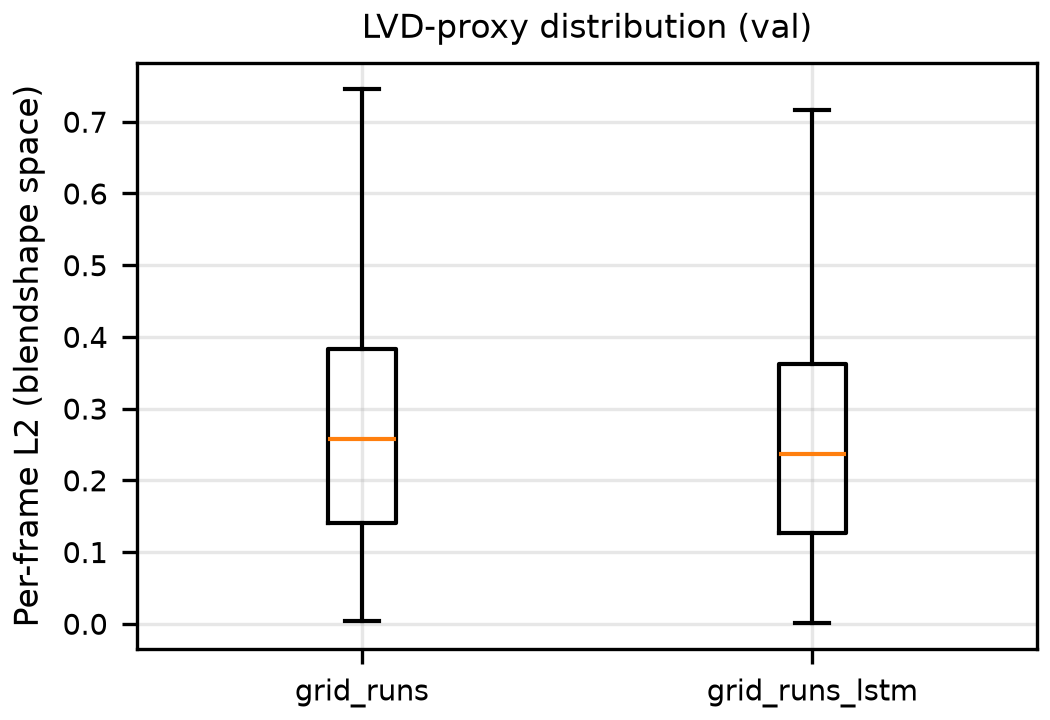 LVD-proxy distribution (val)
Per-frame L2 (blendshape space)
0.7
0.6
0.5
0.4
0.3
0.2
0.1
0.0
grid_runs
grid_runs_lstm